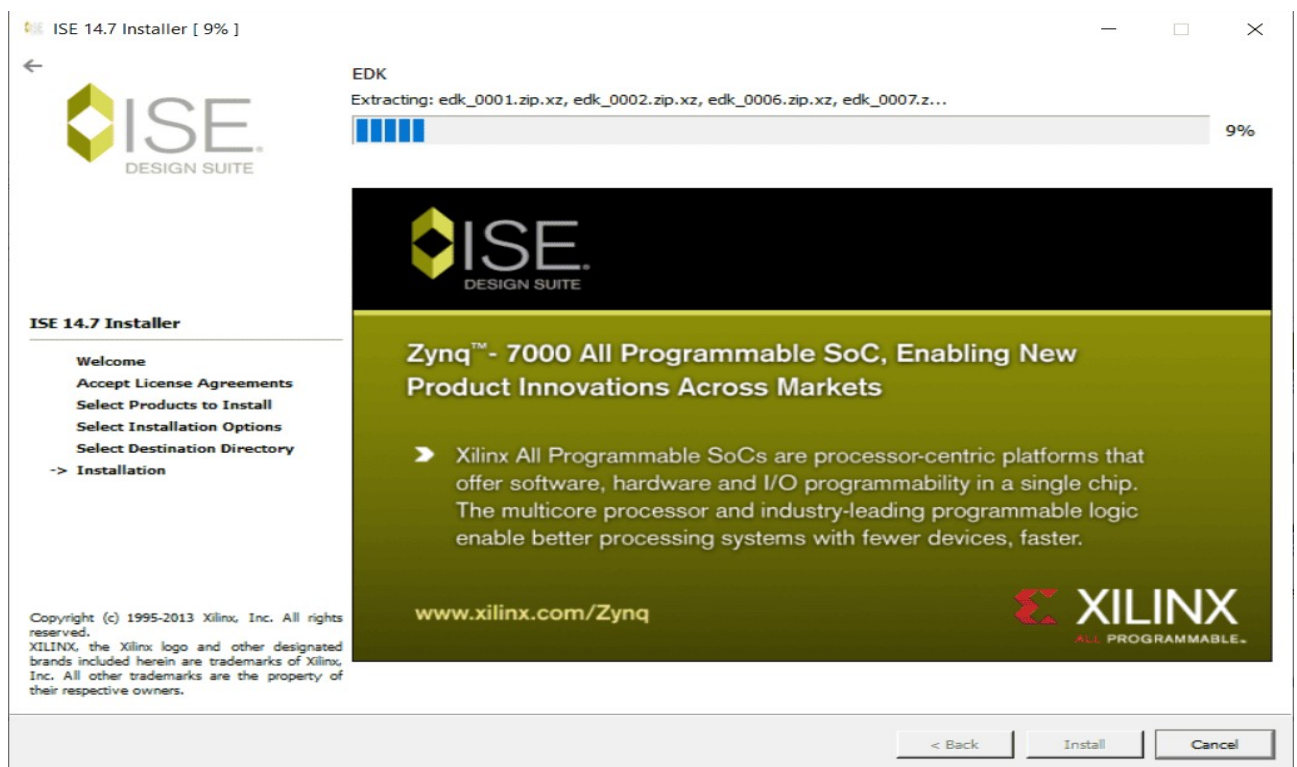 ISE 14.7 Installer [ 9% ]
ISE®
DESIGN SUITE
EDK
Extracting: edk_0001.zip.xz, edk_0002.zip.xz, edk_0006.zip.xz, edk_0007.z...
9%
ISE®
DESIGN SUITE
Zynq™- 7000 All Programmable SoC, Enabling New
Product Innovations Across Markets
Xilinx All Programmable SoCs are processor-centric platforms that
offer software, hardware and I/O programmability in a single chip.
The multicore processor and industry-leading programmable logic
enable better processing systems with fewer devices, faster.
www.xilinx.com/Zynq
XILINX
ALL PROGRAMMABLE™
ISE 14.7 Installer
Welcome
Accept License Agreements
Select Products to Install
Select Installation Options
Select Destination Directory
-> Installation
Copyright (c) 1995-2013 Xilinx, Inc. All rights
reserved.
XILINX, the Xilinx logo and other designated
brands included herein are trademarks of Xilinx,
Inc. All other trademarks are the property of
their respective owners.
< Back
Install
Cancel